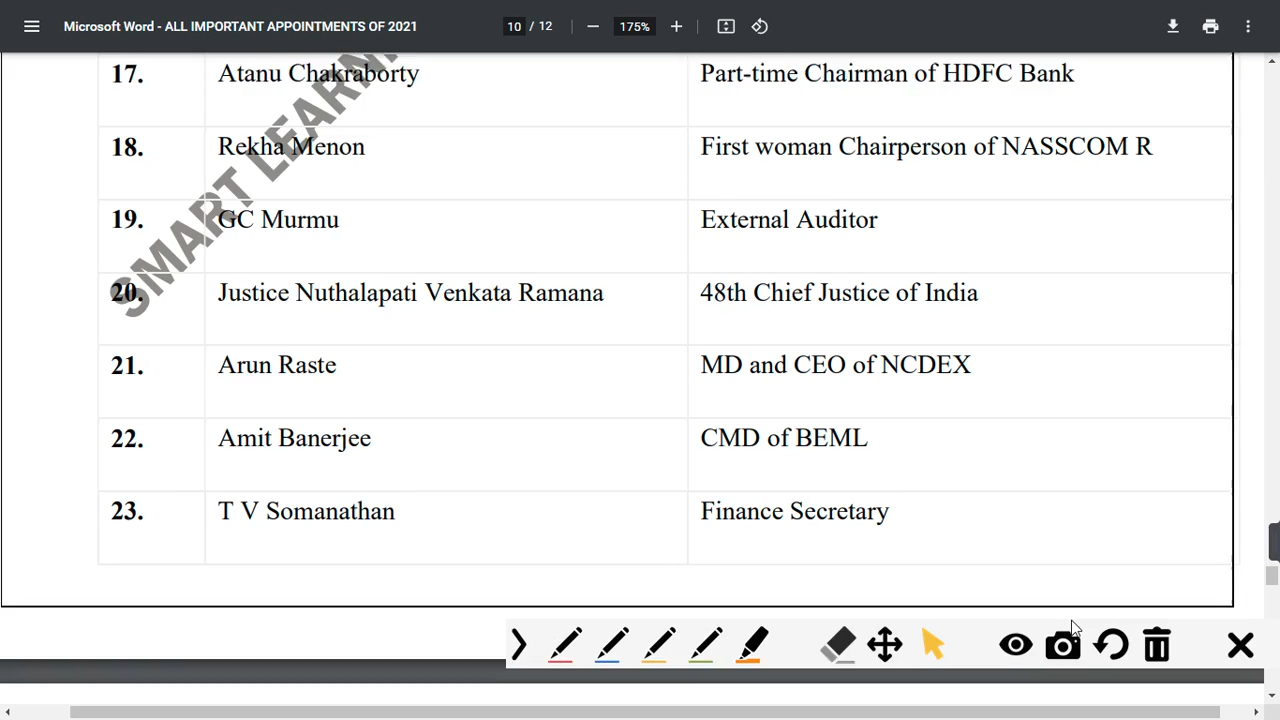 Microsoft Word - ALL IMPORTANT APPOINTMENTS OF 2021 10 / 12 175%
17. Atanu Chakraborty Part-time Chairman of HDFC Bank
18. Rekha Menon First woman Chairperson of NASSCOM R
19. GC Murmu External Auditor
20. Justice Nuthalapati Venkata Ramana 48th Chief Justice of India
21. Arun Raste MD and CEO of NCDEX
22. Amit Banerjee CMD of BEML
23. T V Somanathan Finance Secretary
SMART